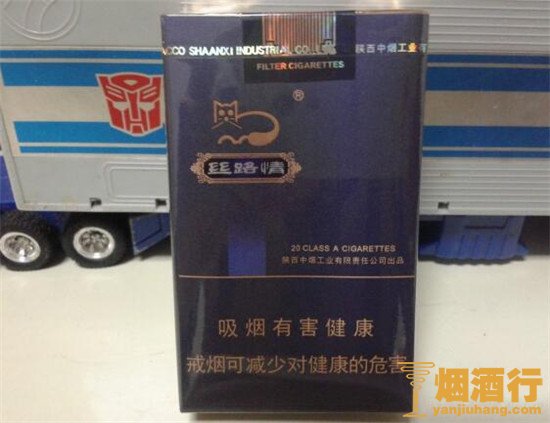 ACCO SHAANXI INDUSTRIAL CO.,
陕西中烟工业有
FILTER CIGARETTES
®
丝路情
20 CLASS A CIGARETTES
陕西中烟工业有限责任公司出品
吸烟有害健康
戒烟可减少对健康的危害
烟酒行
yanjiuhang.com